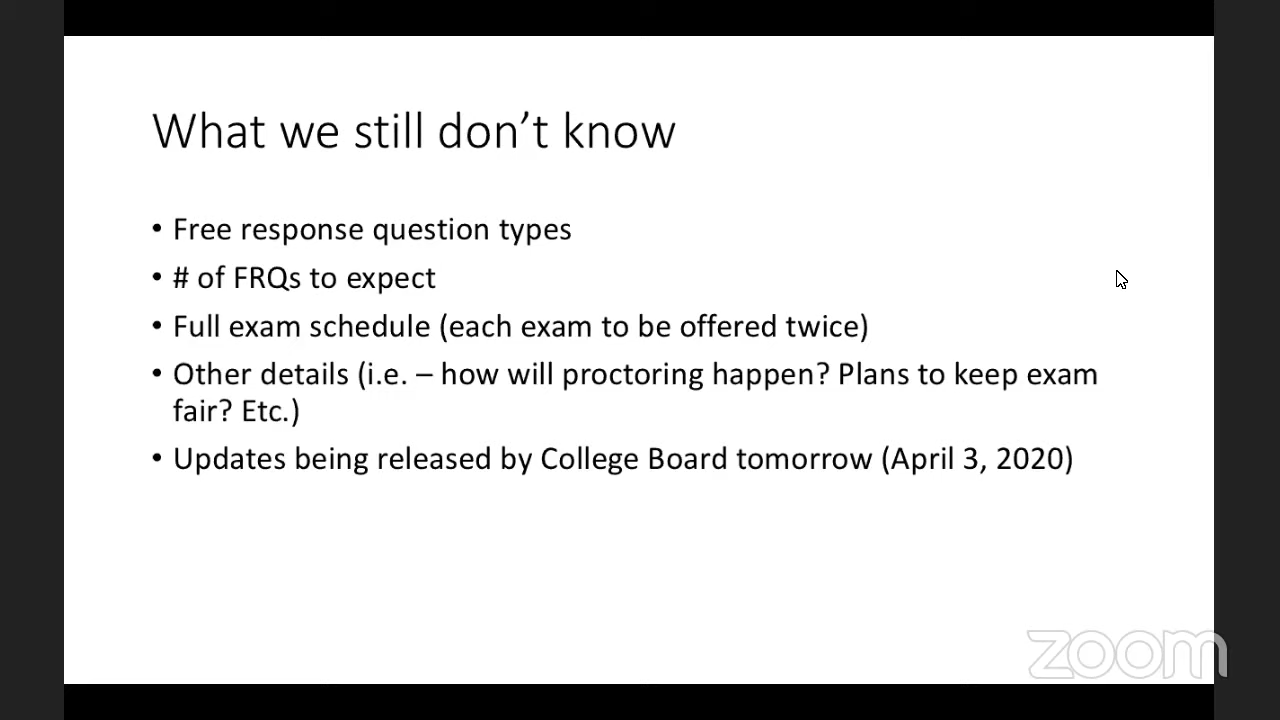 What we still don’t know
• Free response question types
• # of FRQs to expect
• Full exam schedule (each exam to be offered twice)
• Other details (i.e. – how will proctoring happen? Plans to keep exam
fair? Etc.)
• Updates being released by College Board tomorrow (April 3, 2020)
zoom